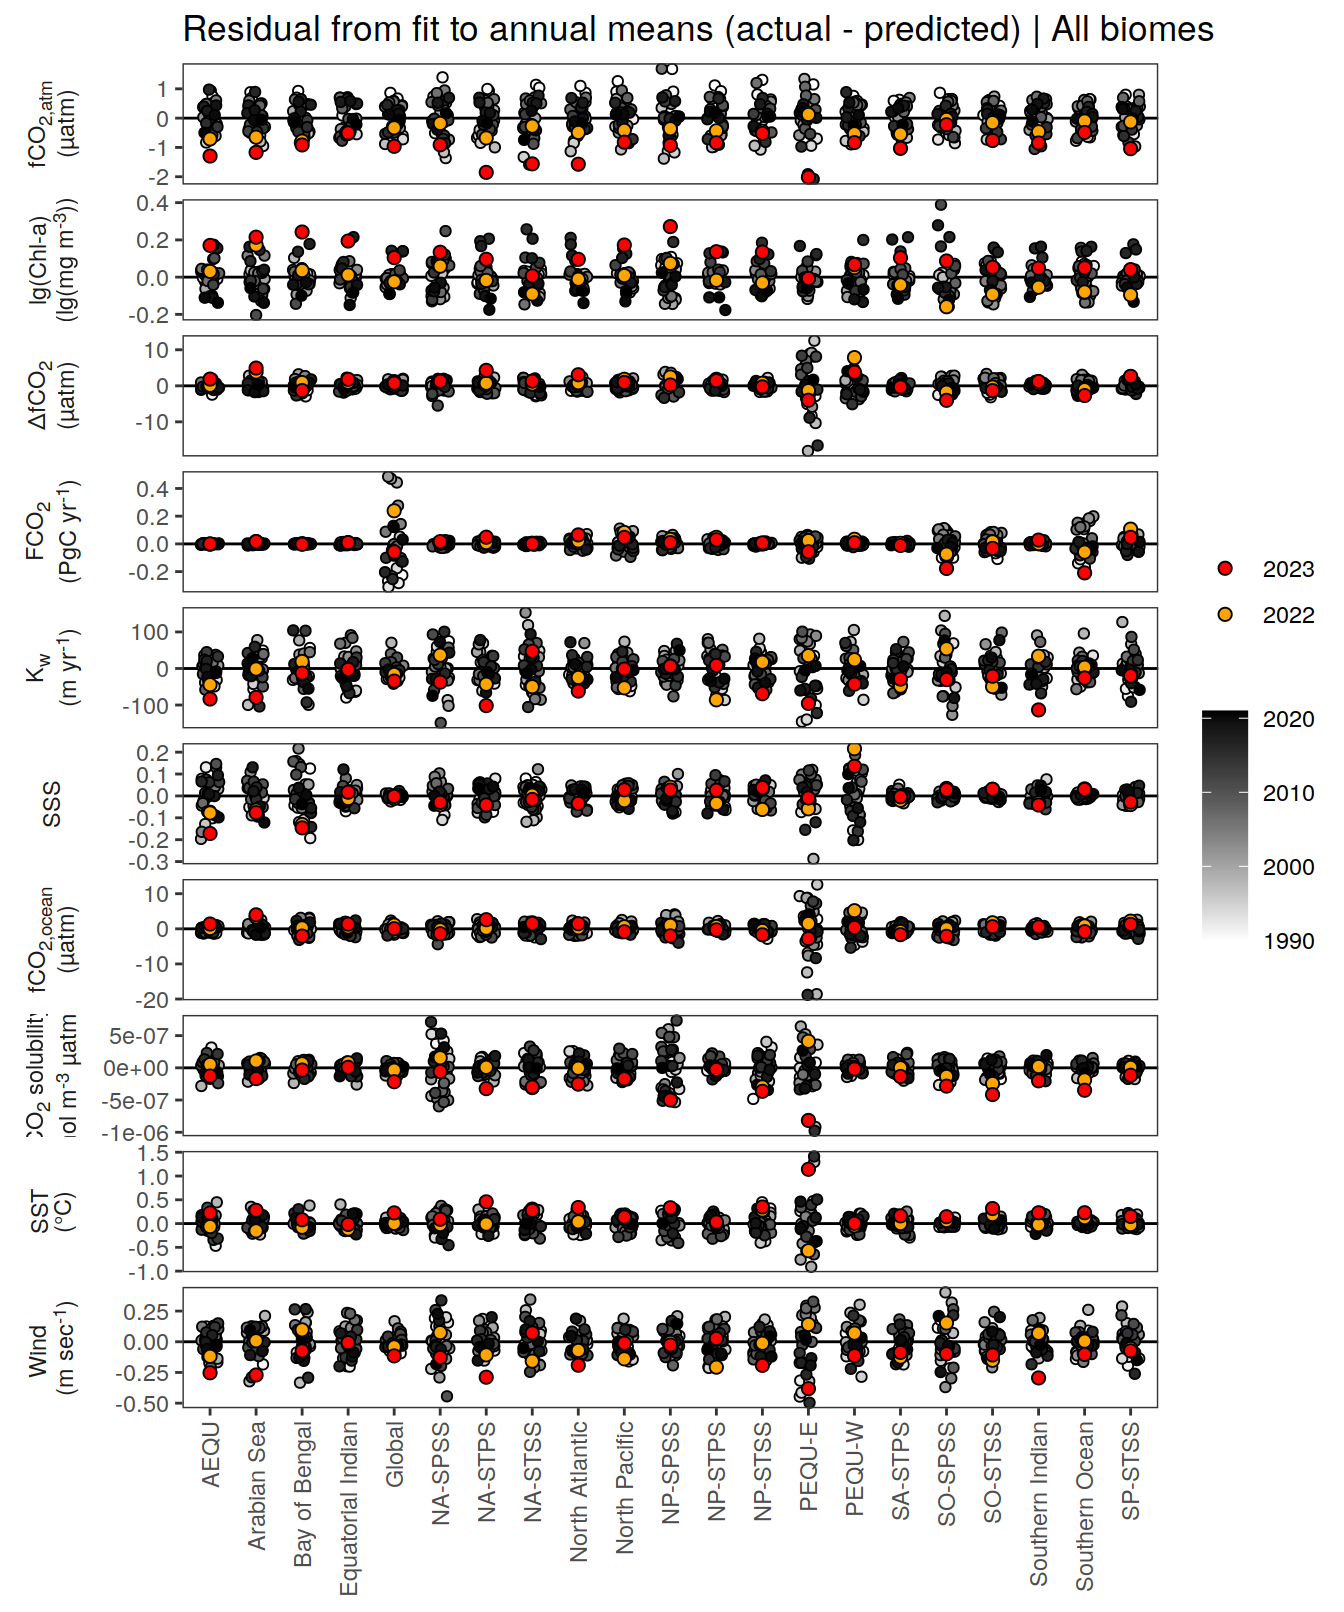 Residual from fit to annual means (actual - predicted) | All biomes
fCO2,atm
(µatm)
1
0
-1
-2
lg(Chl-a)
(lg(mg m-3))
0.4
0.2
0.0
-0.2
ΔfCO2
(µatm)
10
0
-10
FCO2
(PgC yr-1)
0.4
0.2
0.0
-0.2
Kw
(m yr-1)
100
0
-100
SSS
0.2
0.1
0.0
-0.1
-0.2
-0.3
fCO2,ocean
(µatm)
10
0
-10
-20
CO2 solubility
ol m-3 µatm
5e-07
0e+00
-5e-07
-1e-06
SST
(°C)
1.5
1.0
0.5
0.0
-0.5
-1.0
Wind
(m sec-1)
0.25
0.00
-0.25
-0.50
AEQU
Arabian Sea
Bay of Bengal
Equatorial Indian
Global
NA-SPSS
NA-STPS
NA-STSS
North Atlantic
North Pacific
NP-SPSS
NP-STPS
NP-STSS
PEQU-E
PEQU-W
SA-STPS
SO-SPSS
SO-STSS
Southern Indian
Southern Ocean
SP-STSS
2023
2022
2020
2010
2000
1990